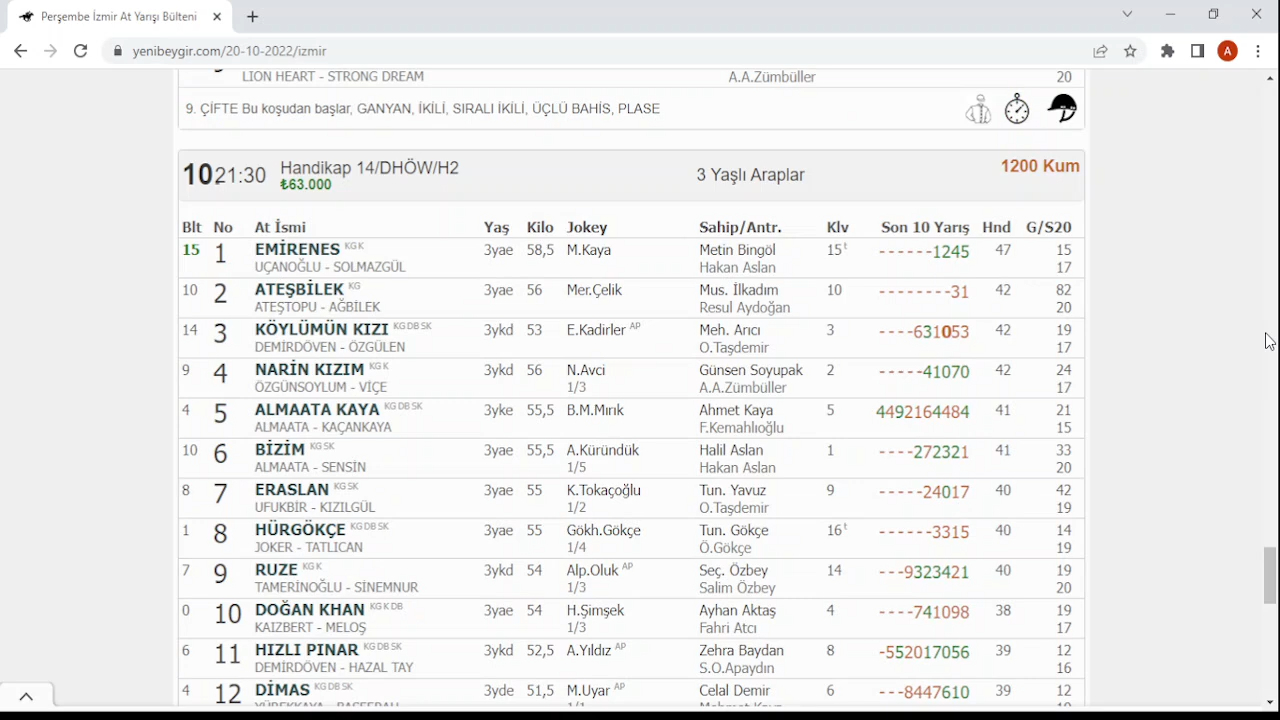 Perşembe İzmir At Yarışı Bülteni
yenibeygir.com/20-10-2022/izmir
A
LION HEART - STRONG DREAM A.A.Zümbüller 20
9. ÇİFTE Bu koşudan başlar, GANYAN, İKİLİ, SIRALI İKİLİ, ÜÇLÜ BAHİS, PLASE
10. 21:30 Handikap 14/DHÖW/H2 3 Yaşlı Araplar 1200 Kum
₺63.000
Blt No At İsmi Yaş Kilo Jokey Sahip/Antr. Klv Son 10 Yarış Hnd G/S20
15 1 EMİRENES KG K 3yae 58,5 M.Kaya Metin Bingöl 15t ------1245 47 15
UÇANOĞLU - SOLMAZGÜL Hakan Aslan 17
10 2 ATEŞBİLEK KG 3yae 56 Mer.Çelik Mus. İlkadım 10 --------31 42 82
ATEŞTOPU - AĞBİLEK Resul Aydoğan 20
14 3 KÖYLÜMÜN KIZI KG DB SK 3ykd 53 E.Kadirler AP Meh. Arıcı 3 ----631053 42 19
DEMİRDÖVEN - ÖZGÜLEN O.Taşdemir 17
9 4 NARİN KIZIM KG K 3ykd 56 N.Avci Günsen Soyupak 2 -----41070 42 24
ÖZGÜNSOYLUM - VİÇE 1/3 A.A.Zümbüller 17
4 5 ALMAATA KAYA KG DB SK 3yke 55,5 B.M.Mırık Ahmet Kaya 5 4492164484 41 21
ALMAATA - KAÇANKAYA F.Kemahlıoğlu 15
10 6 BİZİM KG SK 3yae 55,5 A.Küründük Halil Aslan 1 ----272321 41 33
ALMAATA - SENSİN 1/5 Hakan Aslan 20
8 7 ERASLAN KG SK 3yae 55 K.Tokaçoğlu Tun. Yavuz 9 -----24017 40 42
UFUKBİR - KIZILGÜL 1/2 O.Taşdemir 19
1 8 HÜRGÖKÇE KG DB SK 3yae 55 Gökh.Gökçe Tun. Gökçe 16t ------3315 40 14
JOKER - TATLICAN 1/4 Ö.Gökçe 19
7 9 RUZE KG K 3ykd 54 Alp.Oluk AP Seç. Özbey 14 ---9323421 40 19
TAMERİNOĞLU - SİNEMNUR 1/3 Salim Özbey 20
0 10 DOĞAN KHAN KG K DB 3yae 54 H.Şimşek Ayhan Aktaş 4 ----741098 38 19
KAIZBERT - MELOŞ 1/3 Fahri Atcı 17
6 11 HIZLI PINAR KG DB SK 3ykd 52,5 A.Yıldız AP Zehra Baydan 8 -552017056 39 12
DEMİRDÖVEN - HAZAL TAY S.O.Apaydın 16
4 12 DİMAS KG DB SK 3yde 51,5 M.Uyar AP Celal Demir 6 ---8447610 39 12